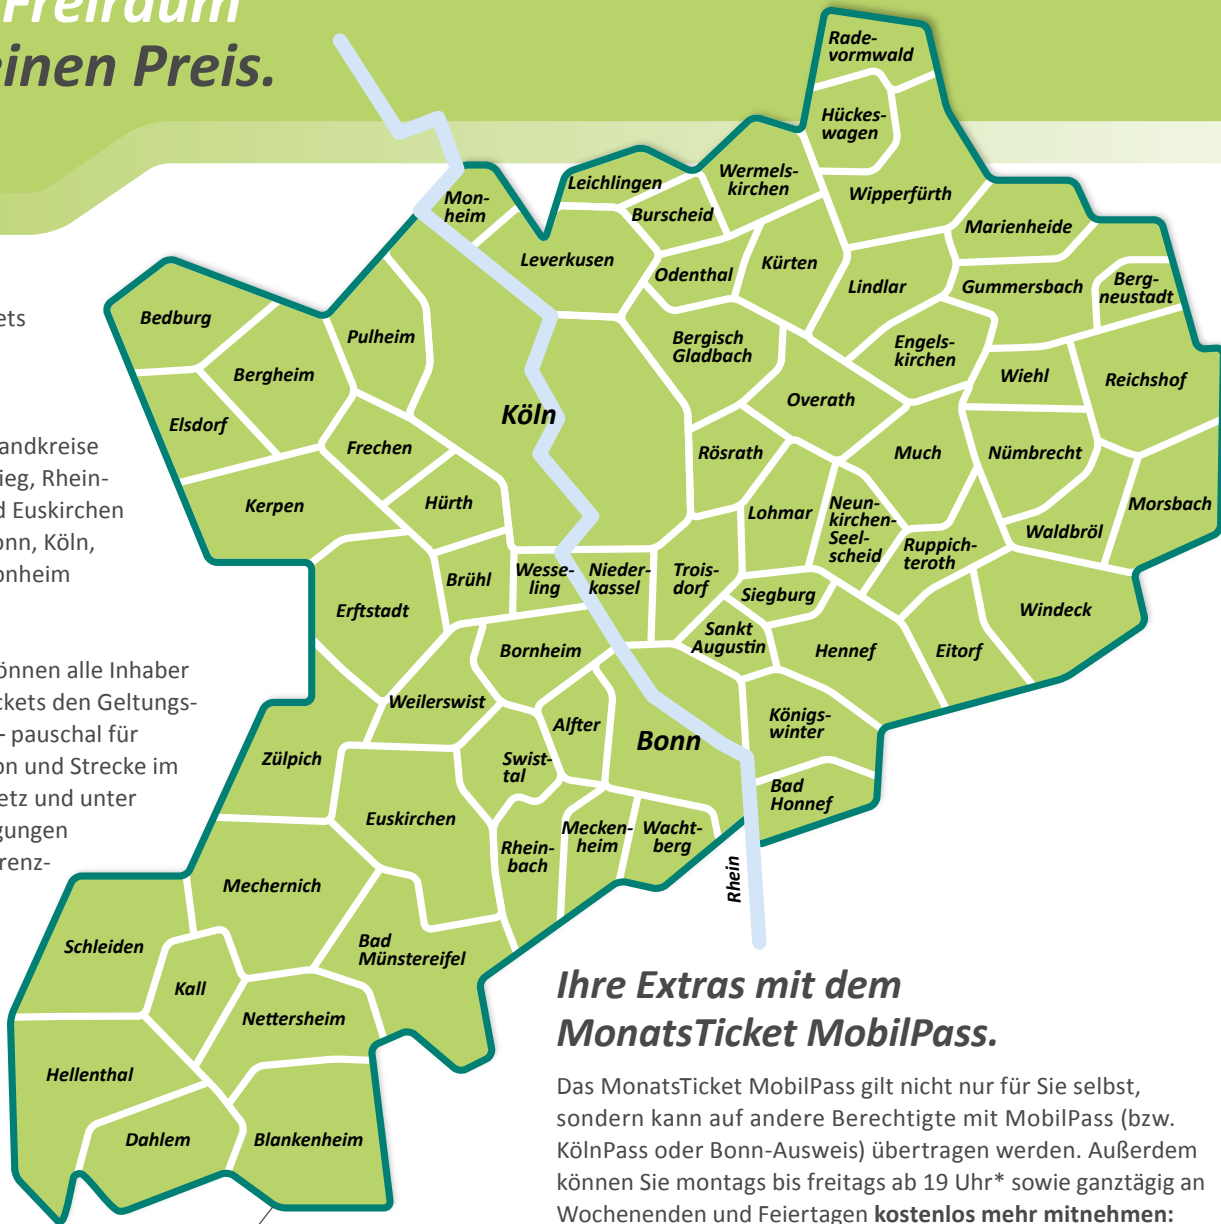 Freiraum
einen Preis.
ets
andkreise
ieg, Rhein-
d Euskirchen
onn, Köln,
onheim
önnen alle Inhaber
ckets den Geltungs-
– pauschal für
on und Strecke im
etz und unter
gungen
renz-
Rade-
vormwald
Hückes-
wagen
Wermels-
kirchen
Leichlingen
Burscheid
Wipperfürth
Mon-
heim
Marienheide
Leverkusen
Odenthal
Kürten
Lindlar
Gummersbach
Berg-
neustadt
Bedburg
Pulheim
Bergisch
Gladbach
Engels-
kirchen
Bergheim
Wiehl
Reichshof
Elsdorf
Köln
Overath
Frechen
Rösrath
Much
Nümbrecht
Kerpen
Hürth
Lohmar
Neun-
kirchen-
Seel-
scheid
Morsbach
Waldbröl
Ruppich-
teroth
Brühl
Wesse-
ling
Nieder-
kassel
Trois-
dorf
Siegburg
Windeck
Erftstadt
Sankt
Augustin
Bornheim
Hennef
Eitorf
Weilerswist
Alfter
Königs-
winter
Bonn
Zülpich
Swist-
tal
Bad
Honnef
Euskirchen
Rhein-
bach
Mecken-
heim
Wacht-
berg
Rhein
Mechernich
Schleiden
Bad
Münstereifel
Kall
Nettersheim
Hellenthal
Dahlem
Blankenheim
Ihre Extras mit dem
MonatsTicket MobilPass.
Das MonatsTicket MobilPass gilt nicht nur für Sie selbst,
sondern kann auf andere Berechtigte mit MobilPass (bzw.
KölnPass oder Bonn-Ausweis) übertragen werden. Außerdem
können Sie montags bis freitags ab 19 Uhr* sowie ganztägig an
Wochenenden und Feiertagen kostenlos mehr mitnehmen: